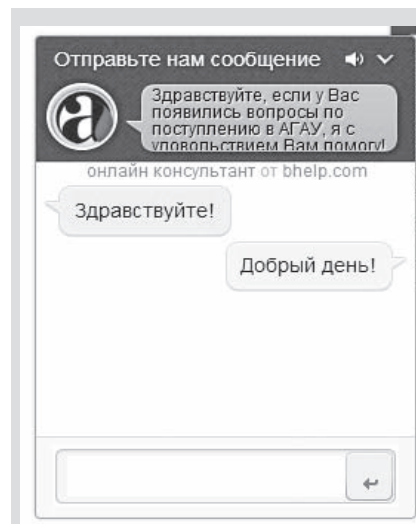 Отправьте нам сообщение
Здравствуйте, если у Вас
появились вопросы по
поступлению в АГАУ, я с
удовольствием Вам помогу!
онлайн консультант от bhelp.com
Здравствуйте!
Добрый день!